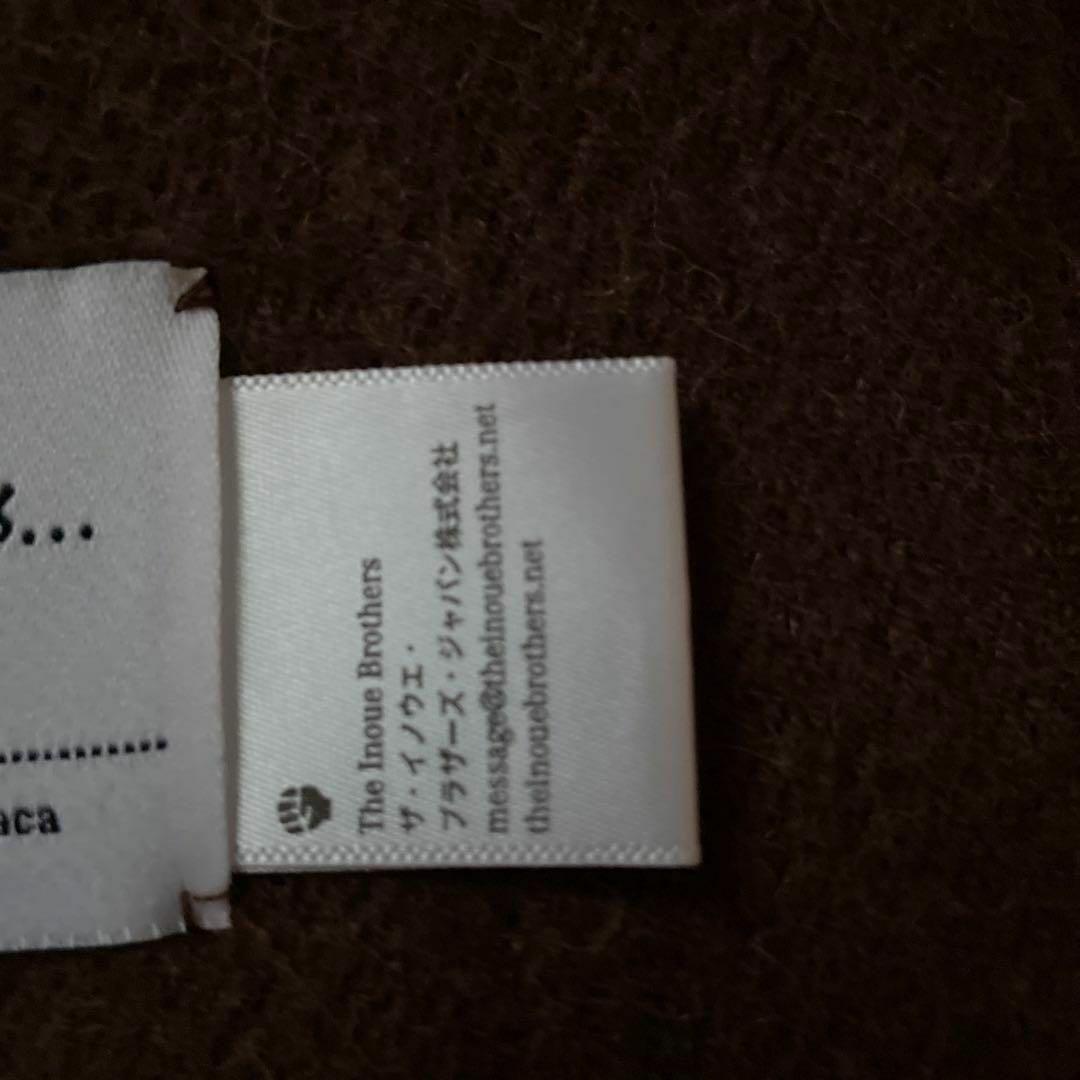 ...
The Inoue Brothers
ザ・イノウエ・
ブラザーズ・ジャパン株式会社
message@theinouebrothers.net
theinouebrothers.net